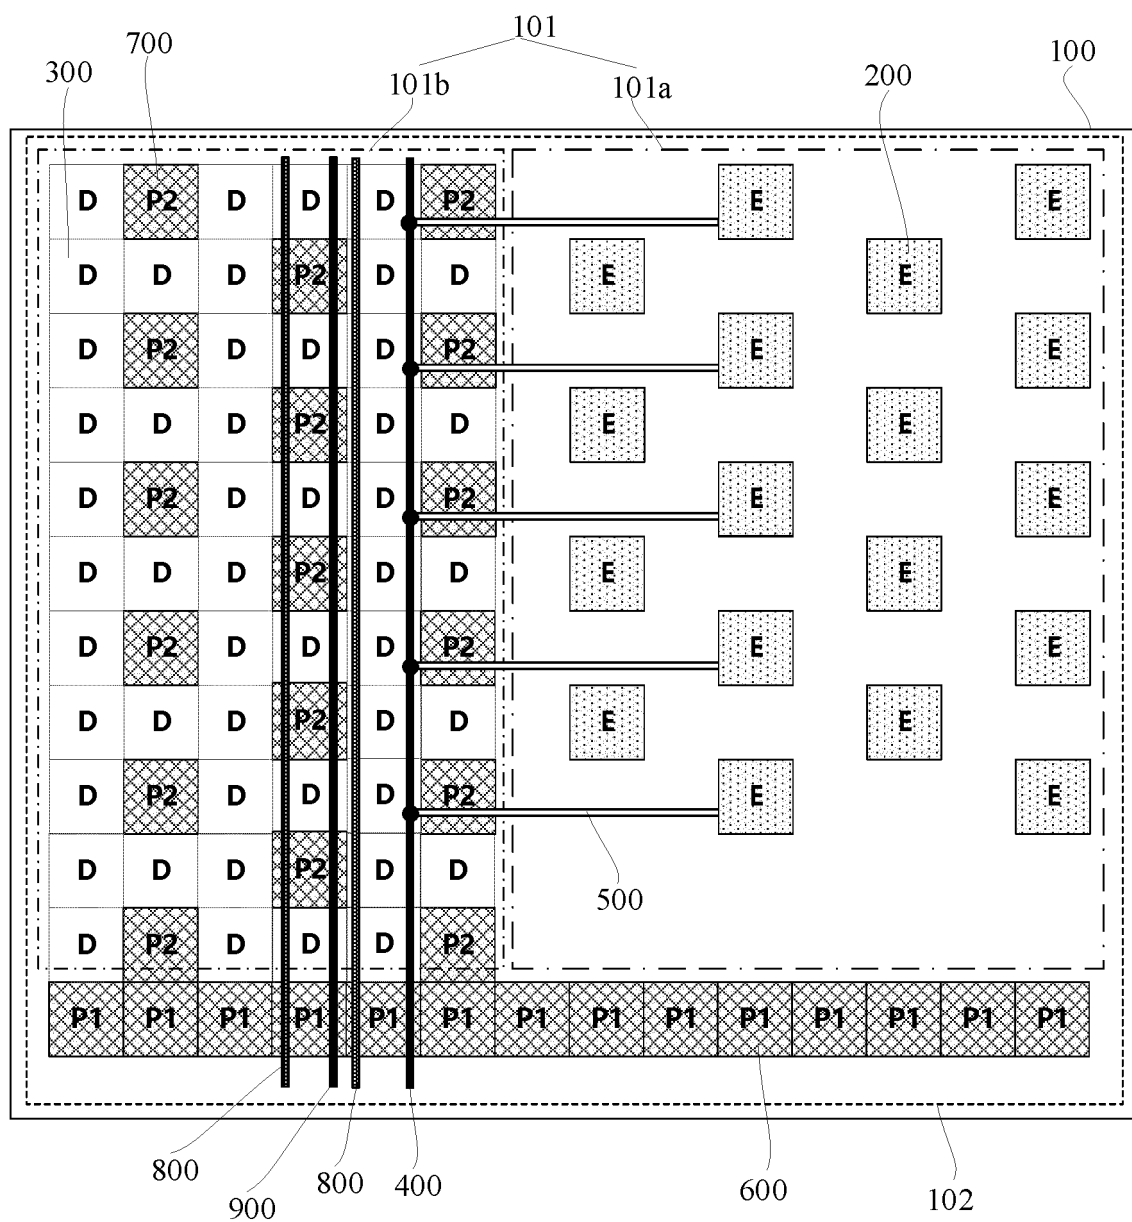 101
700
100
300
101b
101a
200
D P2 D D D P2 E E
D D D P2 D D E E
D P2 D D D P2 E E
D D D P2 D D E E
D P2 D D D P2 E E
D D D P2 D D E E
D P2 D D D P2 E E
D D D P2 D D E E
D P2 D D D P2 E E
D D D P2 D D
500
D P2 D D D P2
P1 P1 P1 P1 P1 P1 P1 P1 P1 P1 P1 P1 P1 P1
800
900
800
400
600
102